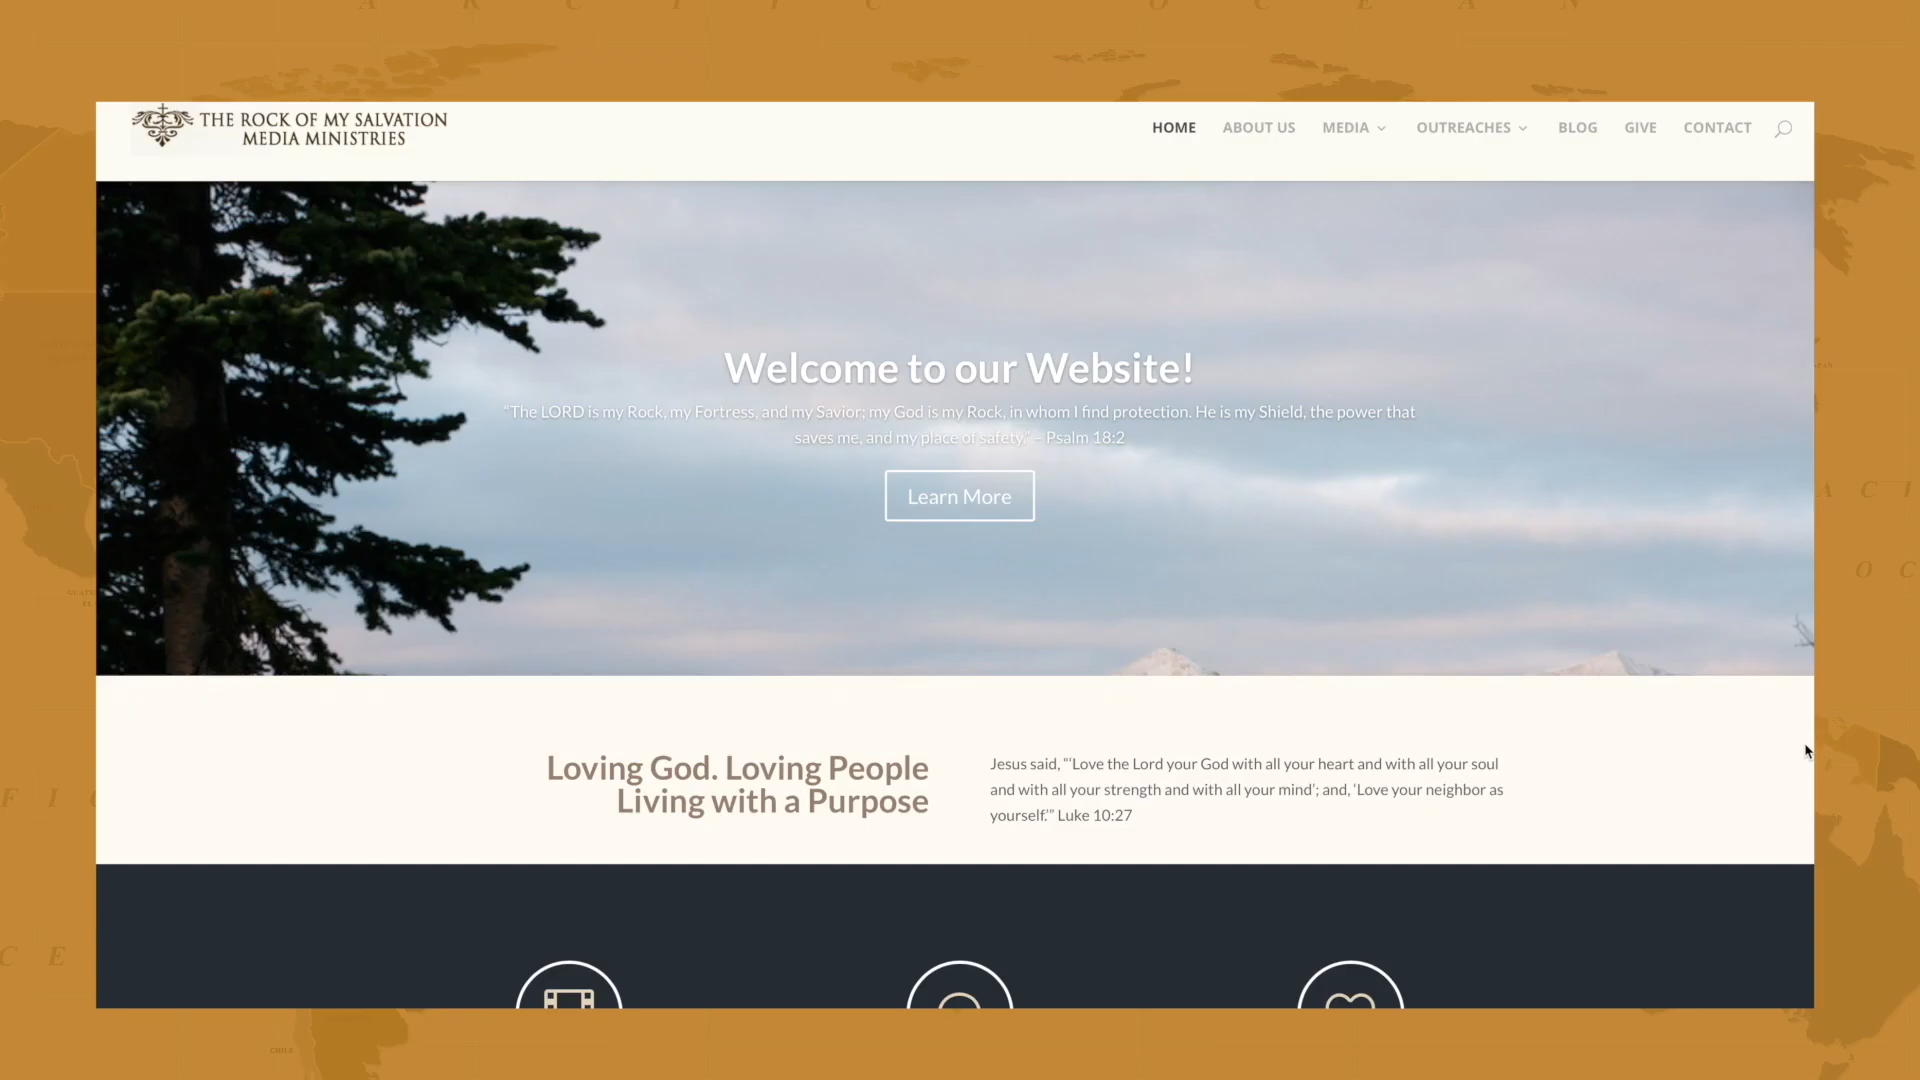 A R C T I C O C E A N
THE ROCK OF MY SALVATION
MEDIA MINISTRIES
HOME ABOUT US MEDIA OUTREACHES BLOG GIVE CONTACT
Welcome to our Website!
“The LORD is my Rock, my Fortress, and my Savior; my God is my Rock, in whom I find protection. He is my Shield, the power that
saves me, and my place of safety.” – Psalm 18:2
Learn More
A C I
O C
F I C
C E
Loving God. Loving People
Living with a Purpose
Jesus said, “‘Love the Lord your God with all your heart and with all your soul
and with all your strength and with all your mind’; and, ‘Love your neighbor as
yourself.’” Luke 10:27
CHILE